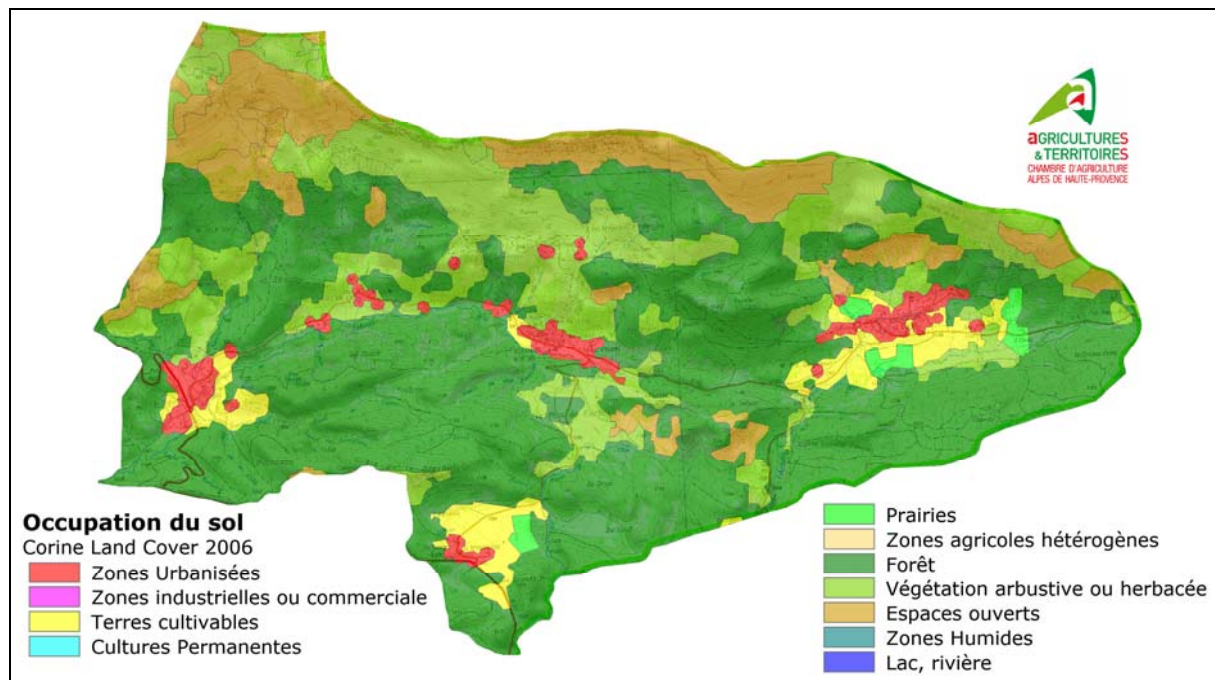 aGRICULTURES
& TERRITOIRES
CHAMBRE D'AGRICULTURE
ALPES DE HAUTE-PROVENCE
Occupation du sol
Corine Land Cover 2006
Zones Urbanisées
Zones industrielles ou commerciale
Terres cultivables
Cultures Permanentes
Prairies
Zones agricoles hétérogènes
Forêt
Végétation arbustive ou herbacée
Espaces ouverts
Zones Humides
Lac, rivière